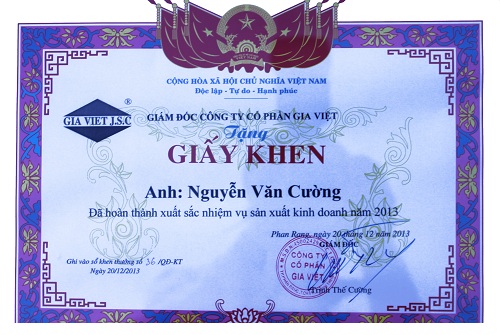 CỘNG HÒA XÃ HỘI CHỦ NGHĨA VIỆT NAM
Độc lập - Tự do - Hạnh phúc
GIA VIET J.S.C ®
GIÁM ĐỐC CÔNG TY CỔ PHẦN GIA VIỆT
Tặng
GIẤY KHEN
Anh: Nguyễn Văn Cường
Đã hoàn thành xuất sắc nhiệm vụ sản xuất kinh doanh năm 2013
Phan Rang, ngày 20 tháng 12 năm 2013
GIÁM ĐỐC
Ghi vào sổ khen thưởng số 36/QĐ-KT
Ngày 20/12/2013
CÔNG TY
CỔ PHẦN
GIA VIỆT
Trịnh Thế Cường